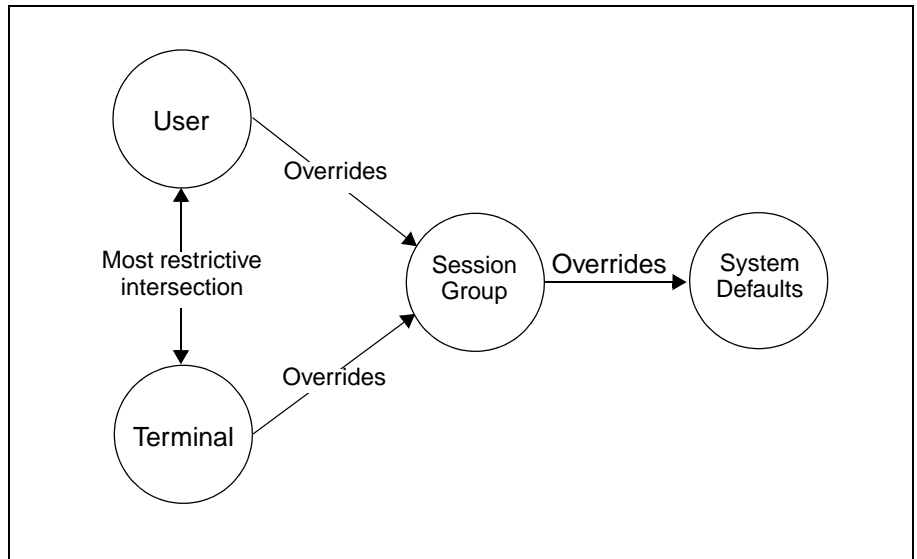 User
Overrides
Most restrictive
intersection
Session
Group
Overrides
System
Defaults
Overrides
Terminal